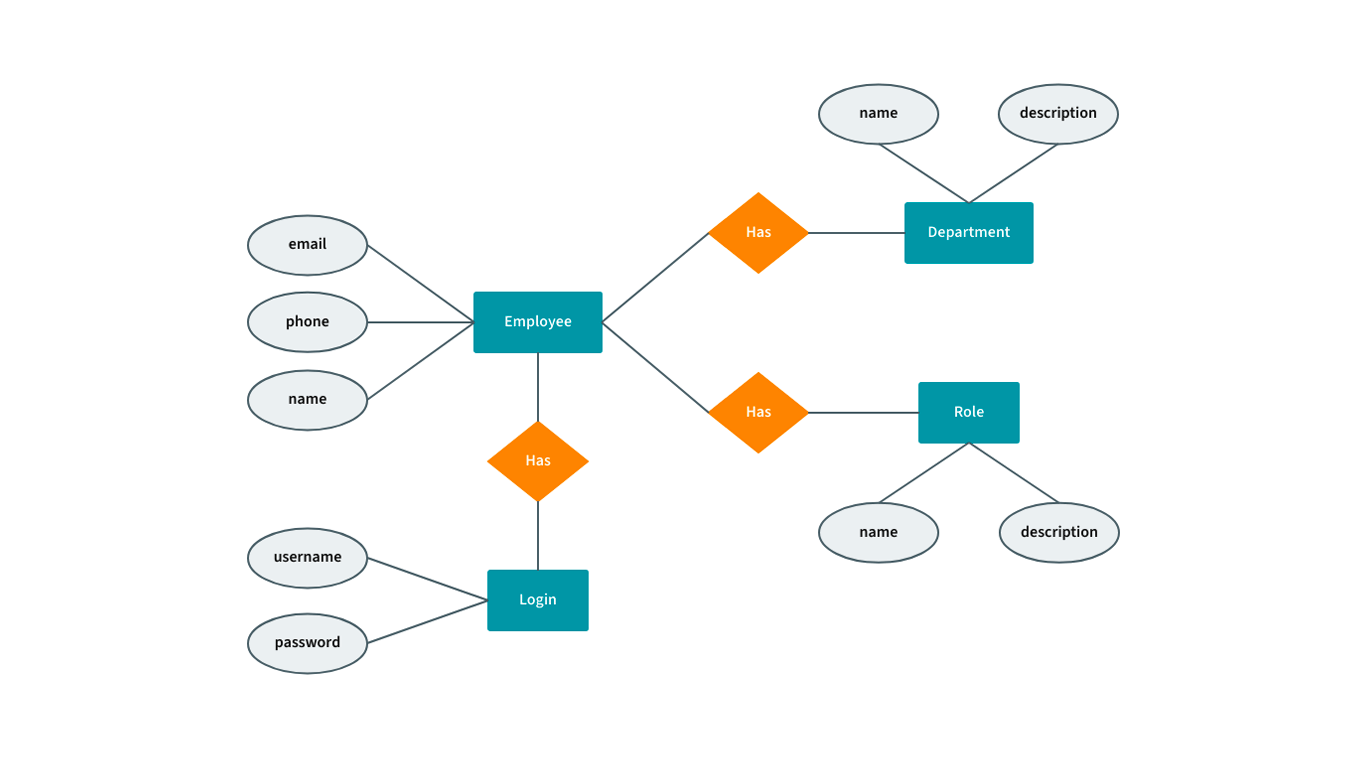 name
description
Has
Department
email
phone
name
Employee
Has
Role
Has
name
description
username
password
Login